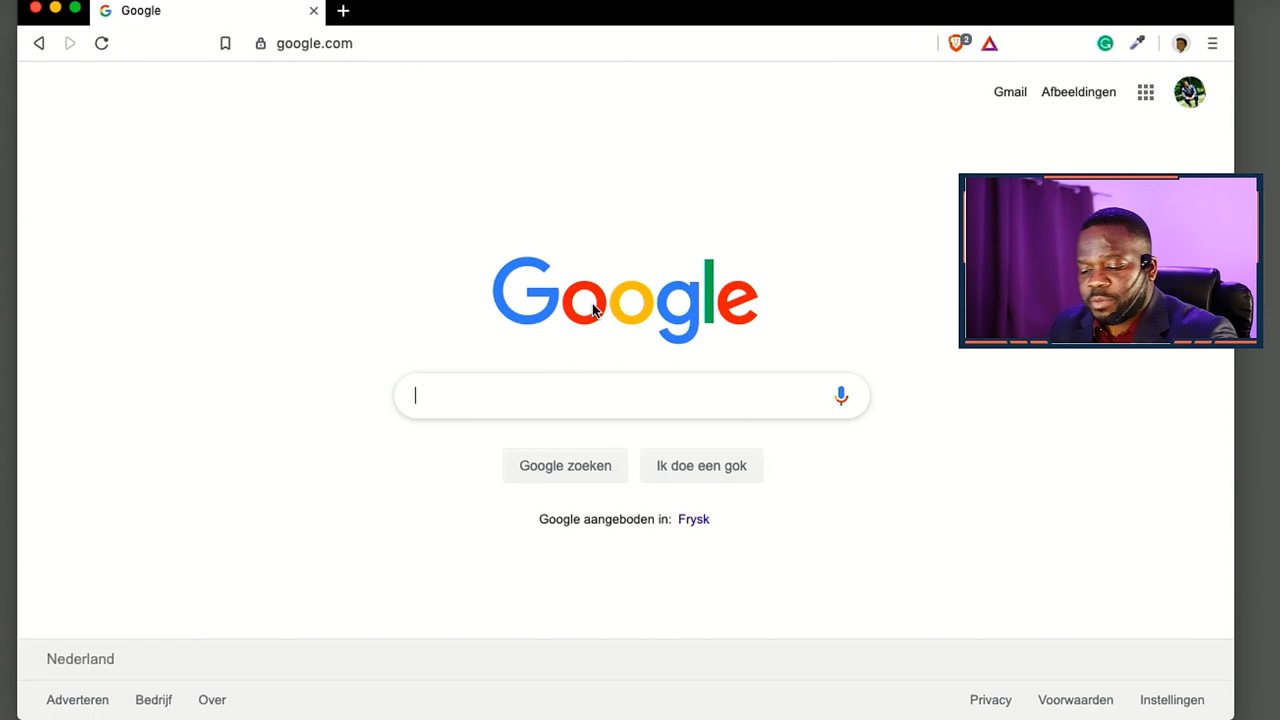 Google
google.com
2
Gmail Afbeeldingen
Google
Google zoeken Ik doe een gok
Google aangeboden in: Frysk
Nederland
Adverteren Bedrijf Over Privacy Voorwaarden Instellingen